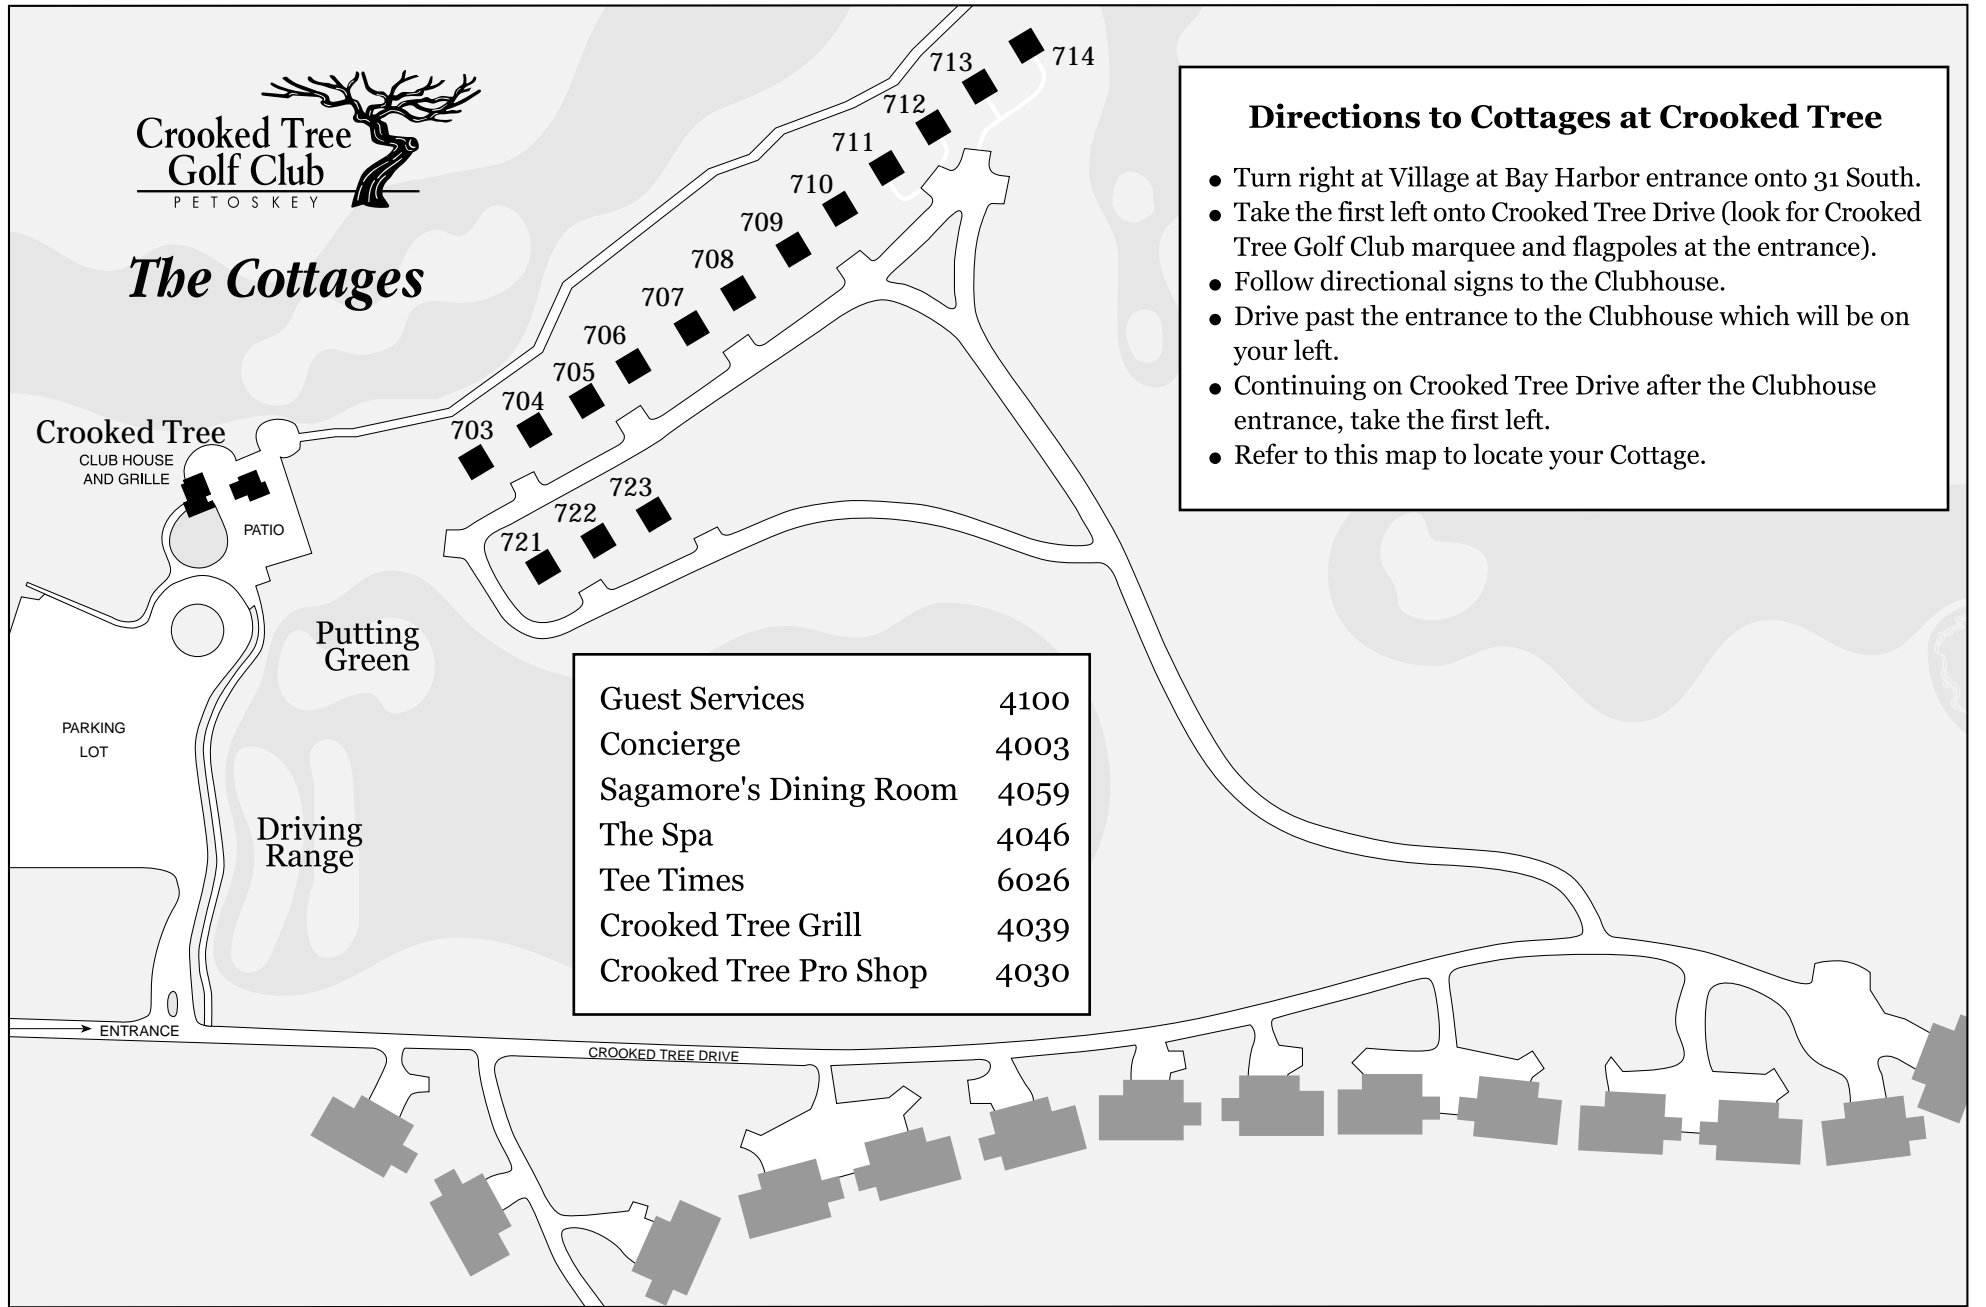 Crooked Tree
Golf Club
PETOSKEY
The Cottages
714
713
712
711
710
709
708
707
706
705
704
703
723
722
721
Directions to Cottages at Crooked Tree
● Turn right at Village at Bay Harbor entrance onto 31 South.
● Take the first left onto Crooked Tree Drive (look for Crooked
Tree Golf Club marquee and flagpoles at the entrance).
● Follow directional signs to the Clubhouse.
● Drive past the entrance to the Clubhouse which will be on
your left.
● Continuing on Crooked Tree Drive after the Clubhouse
entrance, take the first left.
● Refer to this map to locate your Cottage.
Crooked Tree
CLUB HOUSE
AND GRILLE
PATIO
Putting
Green
PARKING
LOT
Driving
Range
Guest Services 4100
Concierge 4003
Sagamore's Dining Room 4059
The Spa 4046
Tee Times 6026
Crooked Tree Grill 4039
Crooked Tree Pro Shop 4030
ENTRANCE
CROOKED TREE DRIVE